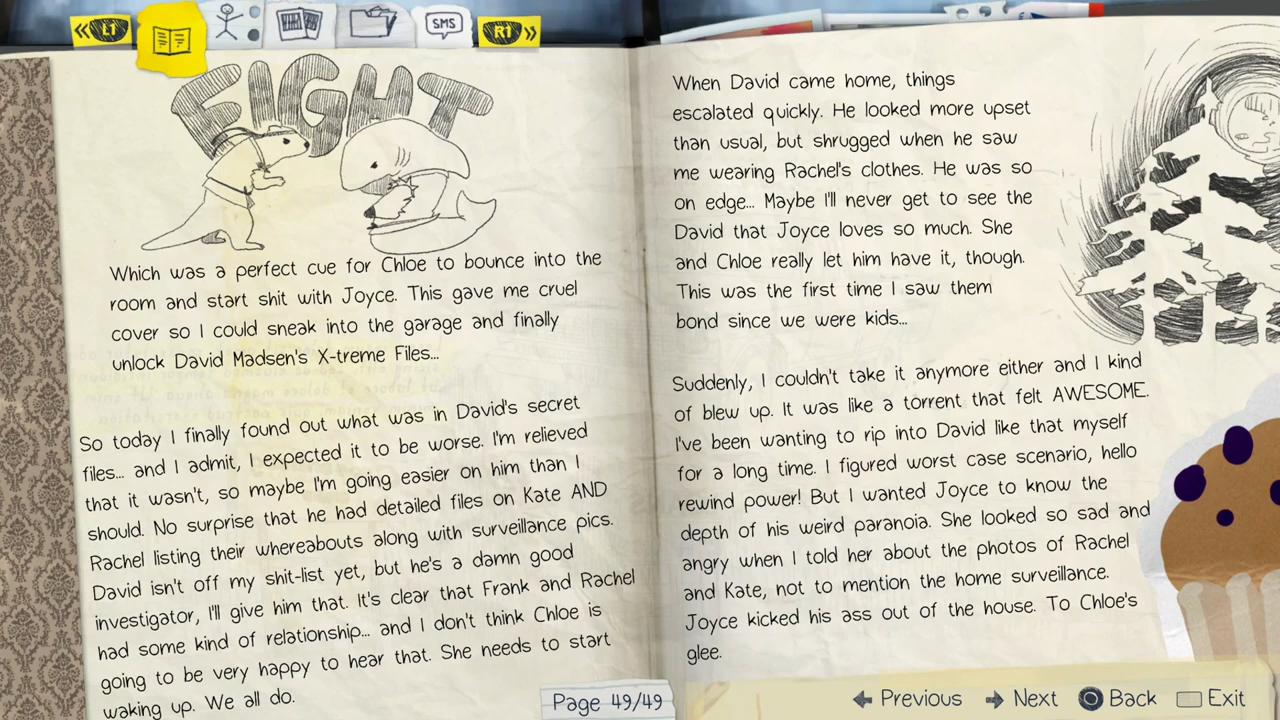 « L1
SMS
R1 »
FIGHT
Which was a perfect cue for Chloe to bounce into the
room and start shit with Joyce. This gave me cruel
cover so I could sneak into the garage and finally
unlock David Madsen's X-treme Files...
So today I finally found out what was in David's secret
files... and I admit, I expected it to be worse. I'm relieved
that it wasn't, so maybe I'm going easier on him than I
should. No surprise that he had detailed files on Kate AND
Rachel listing their whereabouts along with surveillance pics.
David isn't off my shit-list yet, but he's a damn good
investigator, I'll give him that. It's clear that Frank and Rachel
had some kind of relationship... and I don't think Chloe is
going to be very happy to hear that. She needs to start
waking up. We all do.
When David came home, things
escalated quickly. He looked more upset
than usual, but shrugged when he saw
me wearing Rachel's clothes. He was so
on edge... Maybe I'll never get to see the
David that Joyce loves so much. She
and Chloe really let him have it, though.
This was the first time I saw them
bond since we were kids...
Suddenly, I couldn't take it anymore either and I kind
of blew up. It was like a torrent that felt AWESOME.
I've been wanting to rip into David like that myself
for a long time. I figured worst case scenario, hello
rewind power! But I wanted Joyce to know the
depth of his weird paranoia. She looked so sad and
angry when I told her about the photos of Rachel
and Kate, not to mention the home surveillance.
Joyce kicked his ass out of the house. To Chloe's
glee.
Page 49/49
Previous
Next
Back
Exit